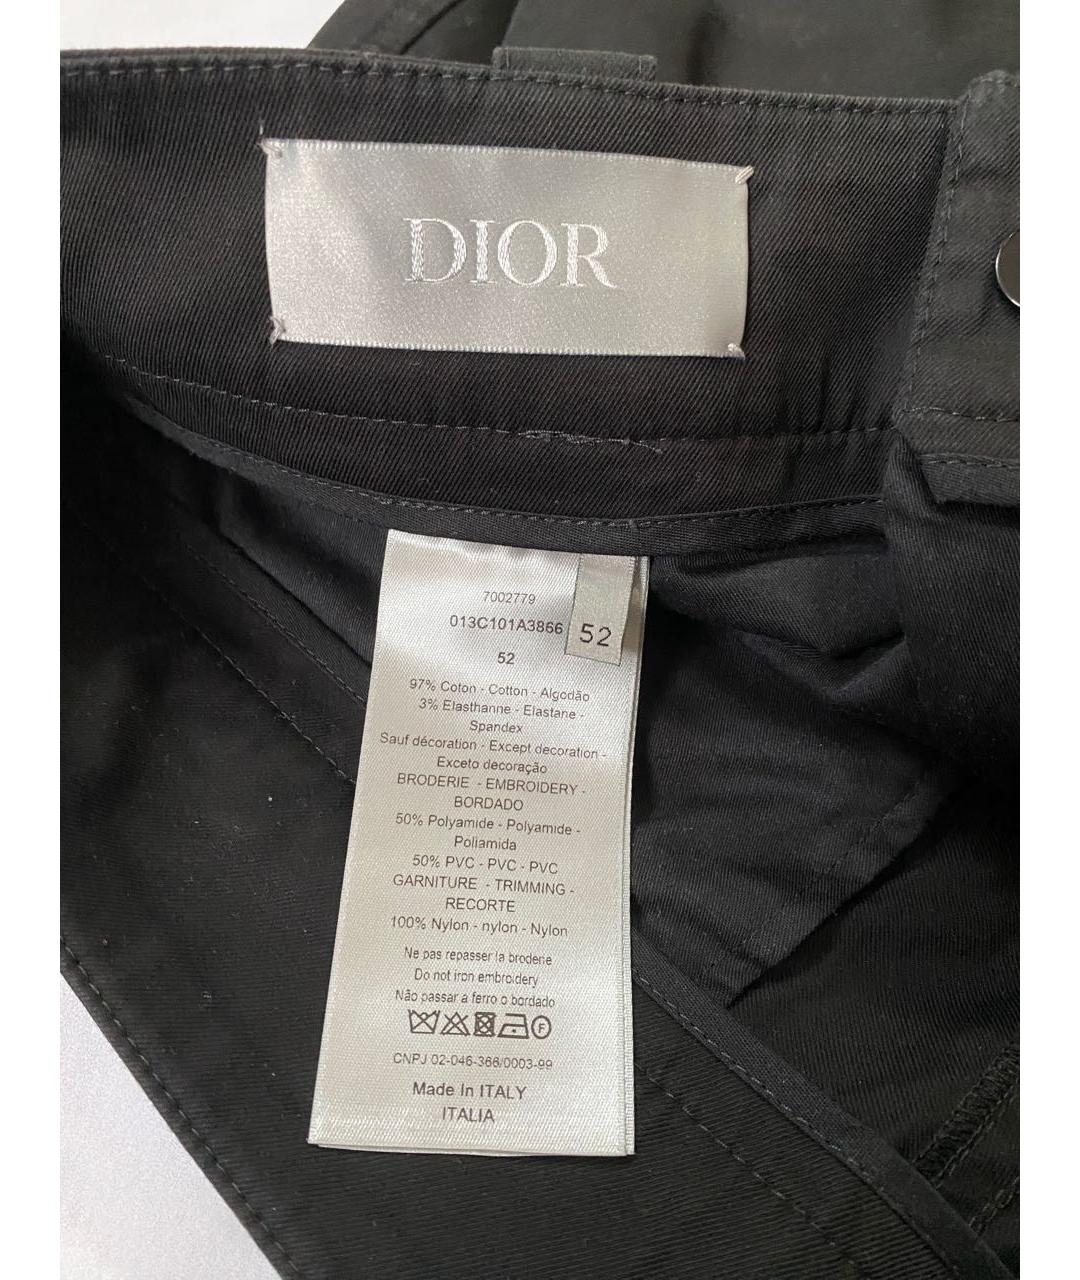 DIOR
7002779
013C101A3866
52
52
97% Coton - Cotton - Algodão
3% Elasthanne - Elastane -
Spandex
Sauf décoration - Except decoration -
Exceto decoração
BRODERIE - EMBROIDERY -
BORDADO
50% Polyamide - Polyamide -
Poliamida
50% PVC - PVC - PVC
GARNITURE - TRIMMING -
RECORTE
100% Nylon - nylon - Nylon
Ne pas repasser la broderie
Do not iron embroidery
Não passar a ferro o bordado
F
CNPJ 02-046-366/0003-99
Made In ITALY
ITALIA